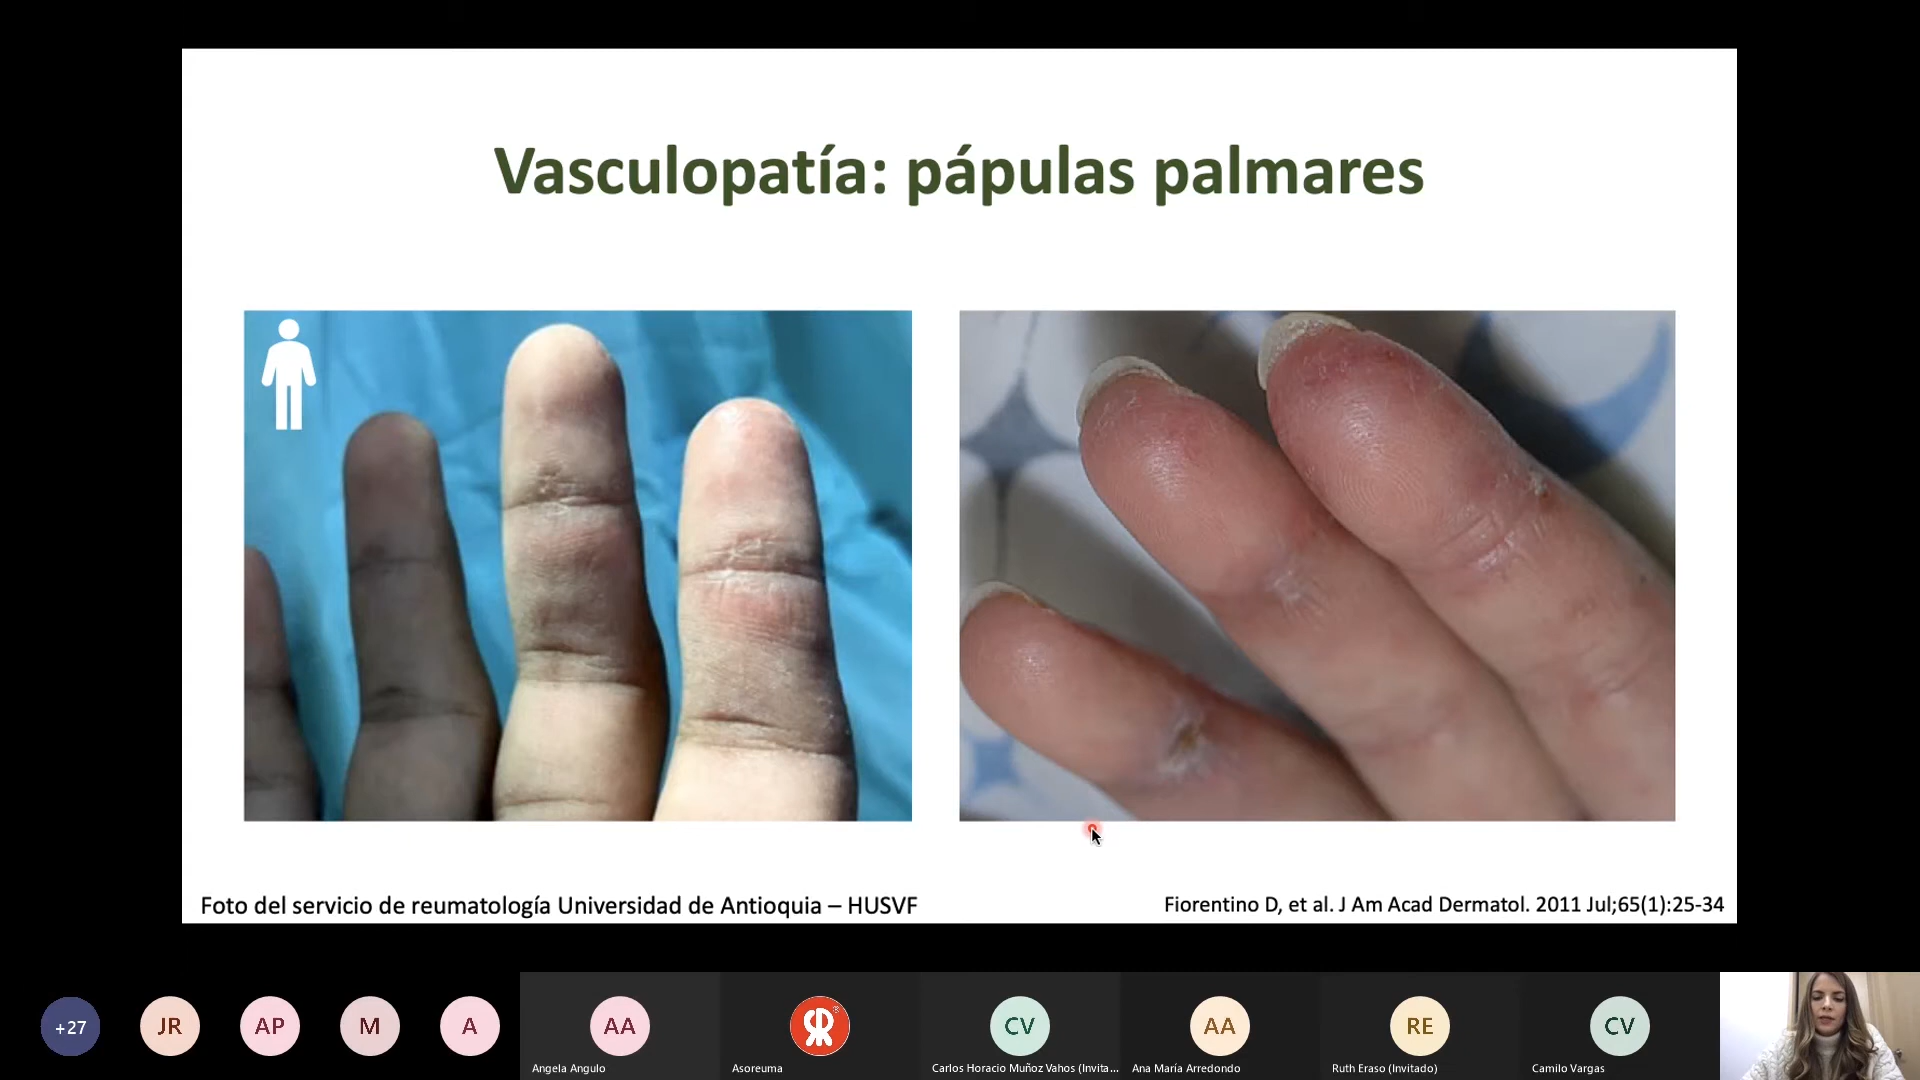 Vasculopatía: pápulas palmares
Foto del servicio de reumatología Universidad de Antioquia – HUSVF
Fiorentino D, et al. J Am Acad Dermatol. 2011 Jul;65(1):25-34
+27
JR
AP
M
A
AA
Angela Angulo
Asoreuma
CV
Carlos Horacio Muñoz Vahos (Invita...
AA
Ana María Arredondo
RE
Ruth Eraso (Invitado)
CV
Camilo Vargas